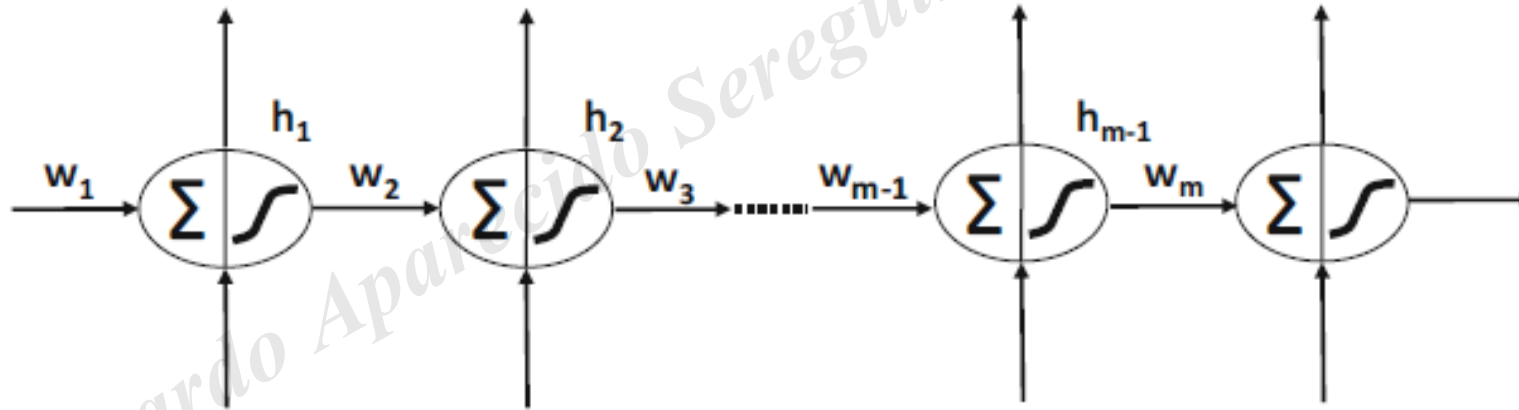 h₁ h₂ hₘ₋₁
w₁ w₂ w₃ wₘ₋₁ wₘ
Σ Σ Σ Σ
Aparecido